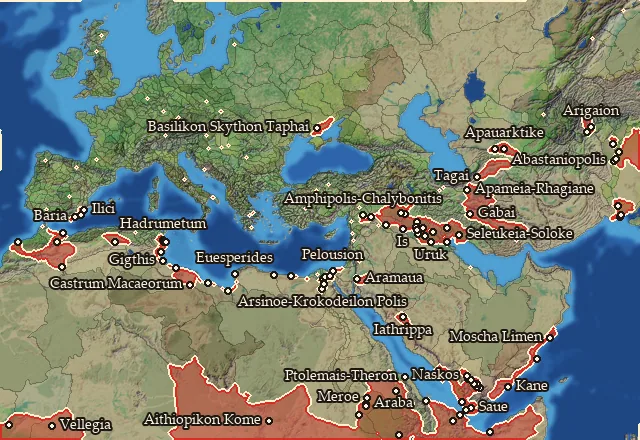 Basilikon Skython Taphai
Arigaion
Apauarktike
Abastaniopolis
Tagai
Apameia-Rhagiane
Amphipolis-Chalybonitis
Gabai
Ilici
Baria
Hadrumetum
Seleukeia-Soloke
Is
Uruk
Gigthis
Euesperides
Pelousion
Castrum Macaeorum
Aramaua
Arsinoe-Krokodeilon Polis
Iathrippa
Moscha Limen
Ptolemais-Theron
Naskos
Kane
Meroe
Araba
Saue
Aithiopikon Kome
Vellegia